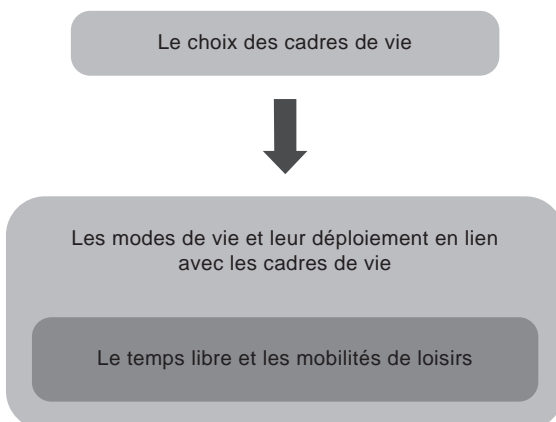 Le choix des cadres de vie
Les modes de vie et leur déploiement en lien
avec les cadres de vie
Le temps libre et les mobilités de loisirs